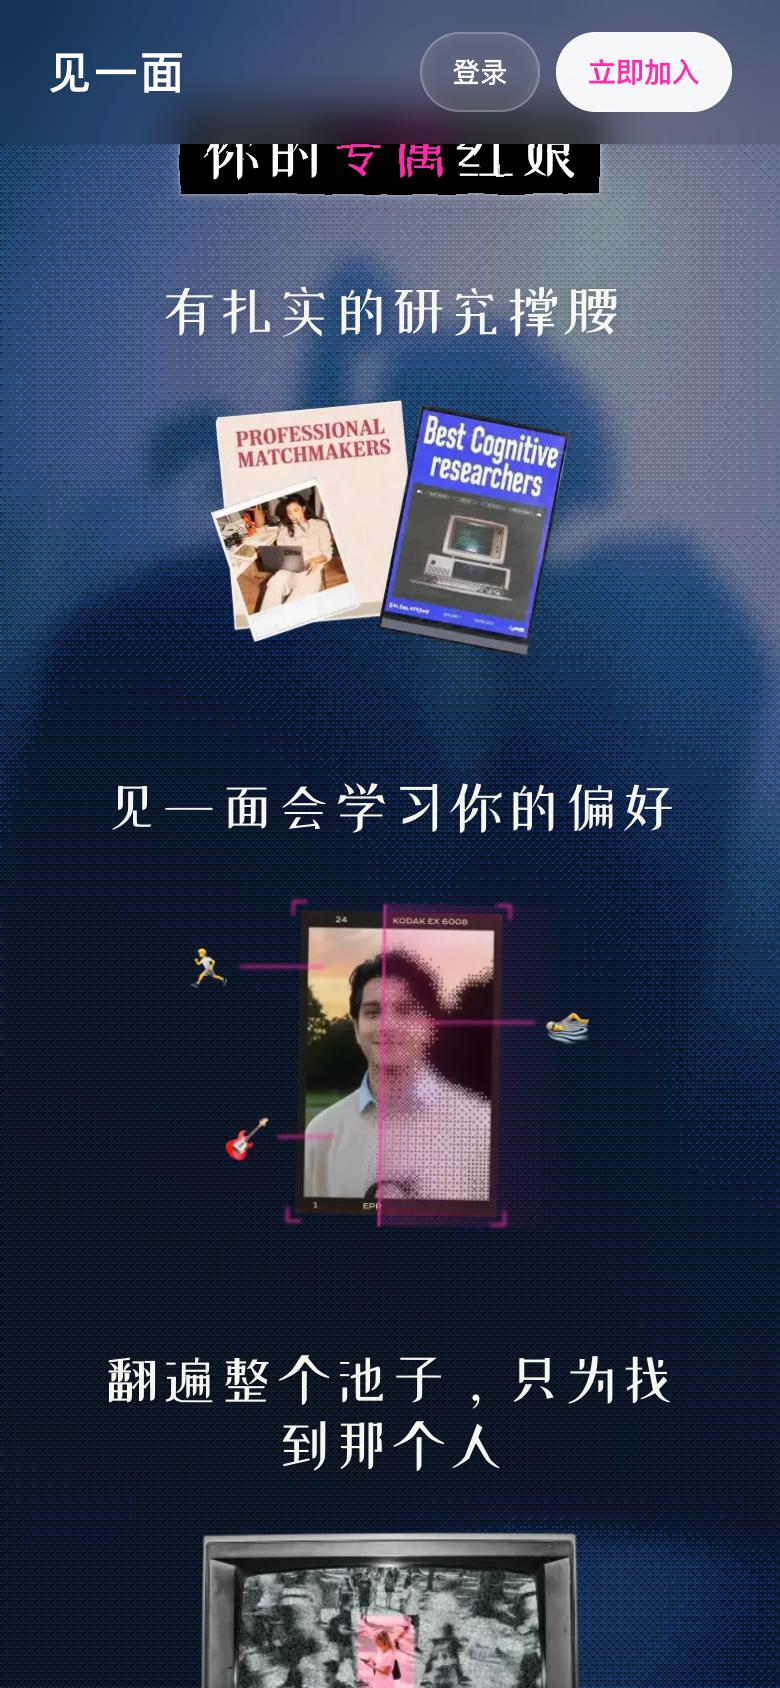 见一面
登录
立即加入
你的专属红娘
有扎实的研究撑腰
PROFESSIONAL
MATCHMAKERS
Best Cognitive
researchers
见一面会学习你的偏好
24
KODAK EX 6008
1
EPP
翻遍整个池子，只为找
到那个人